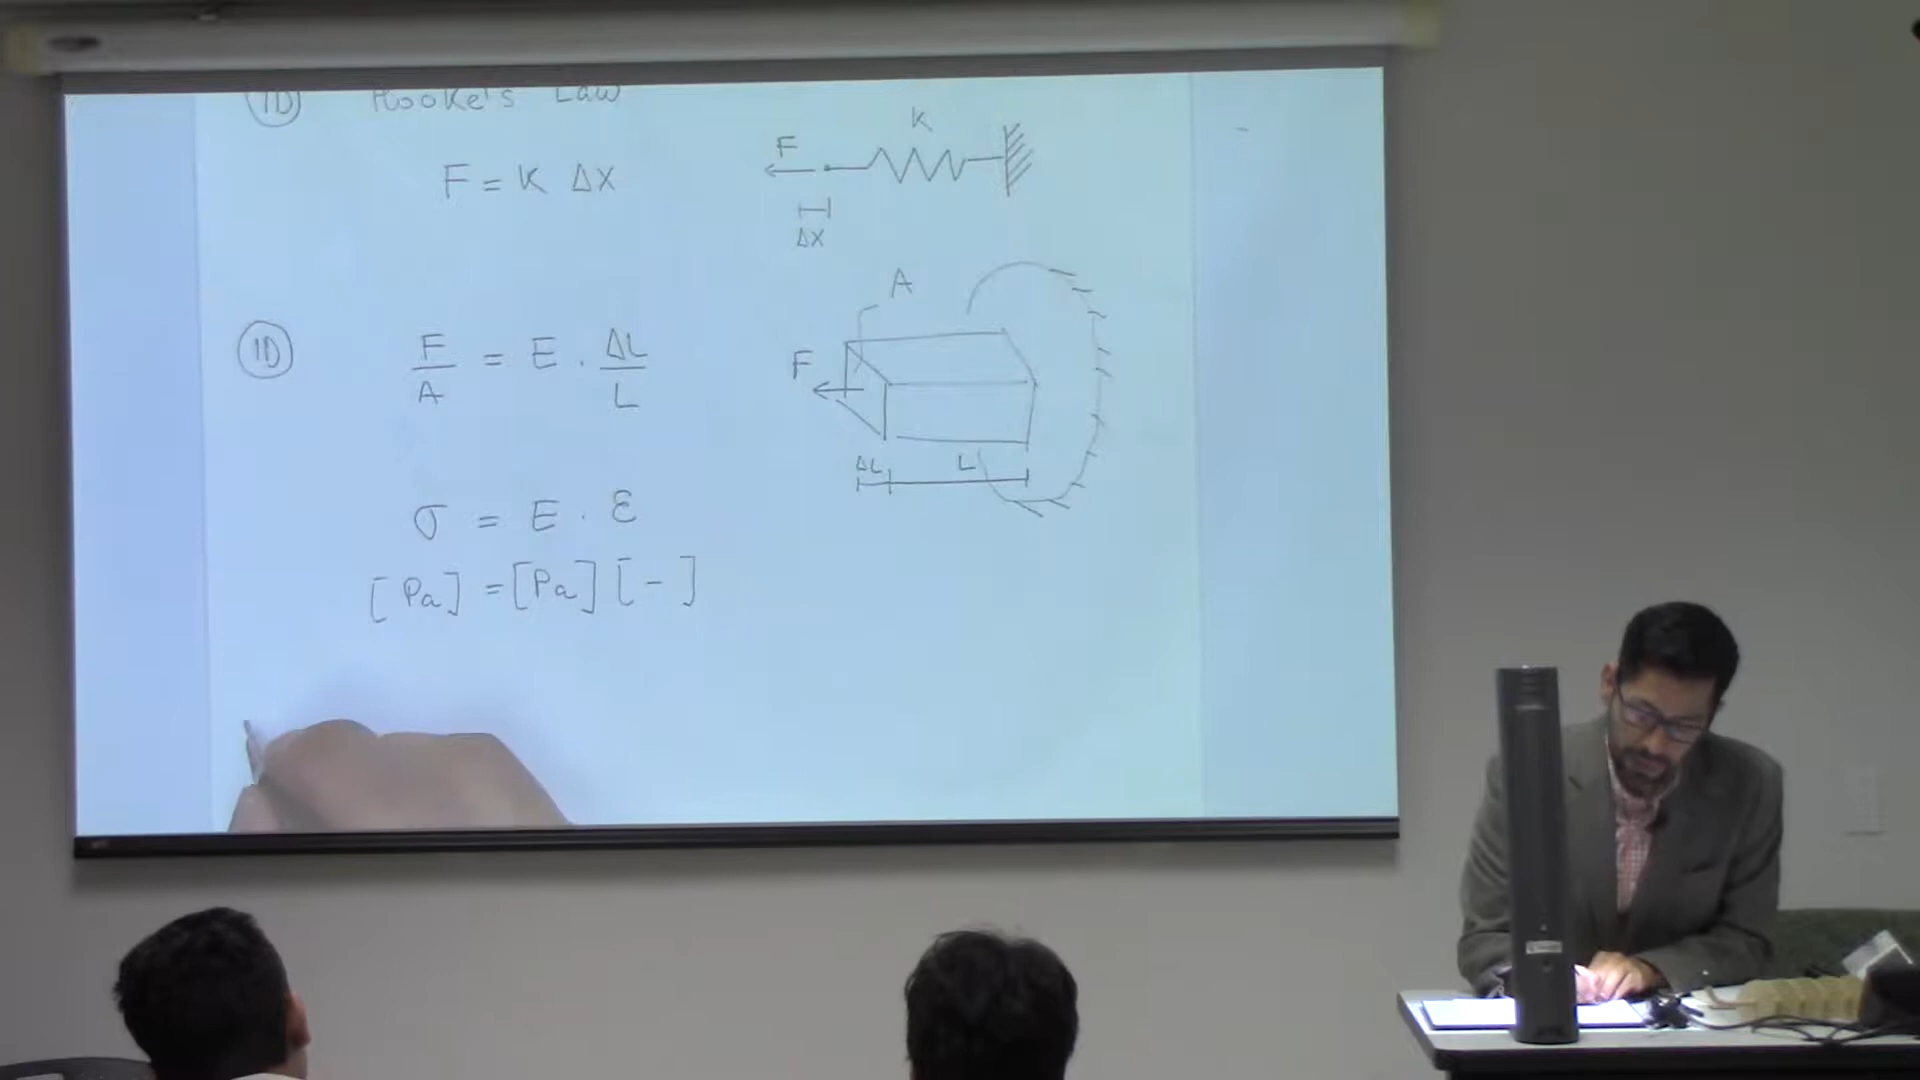 1D Hooke's Law
F = K ΔX
K
F
ΔX
A
1D
F/A = E . ΔL/L
F
ΔL
L
σ = E . ε
[Pa] = [Pa] [-]